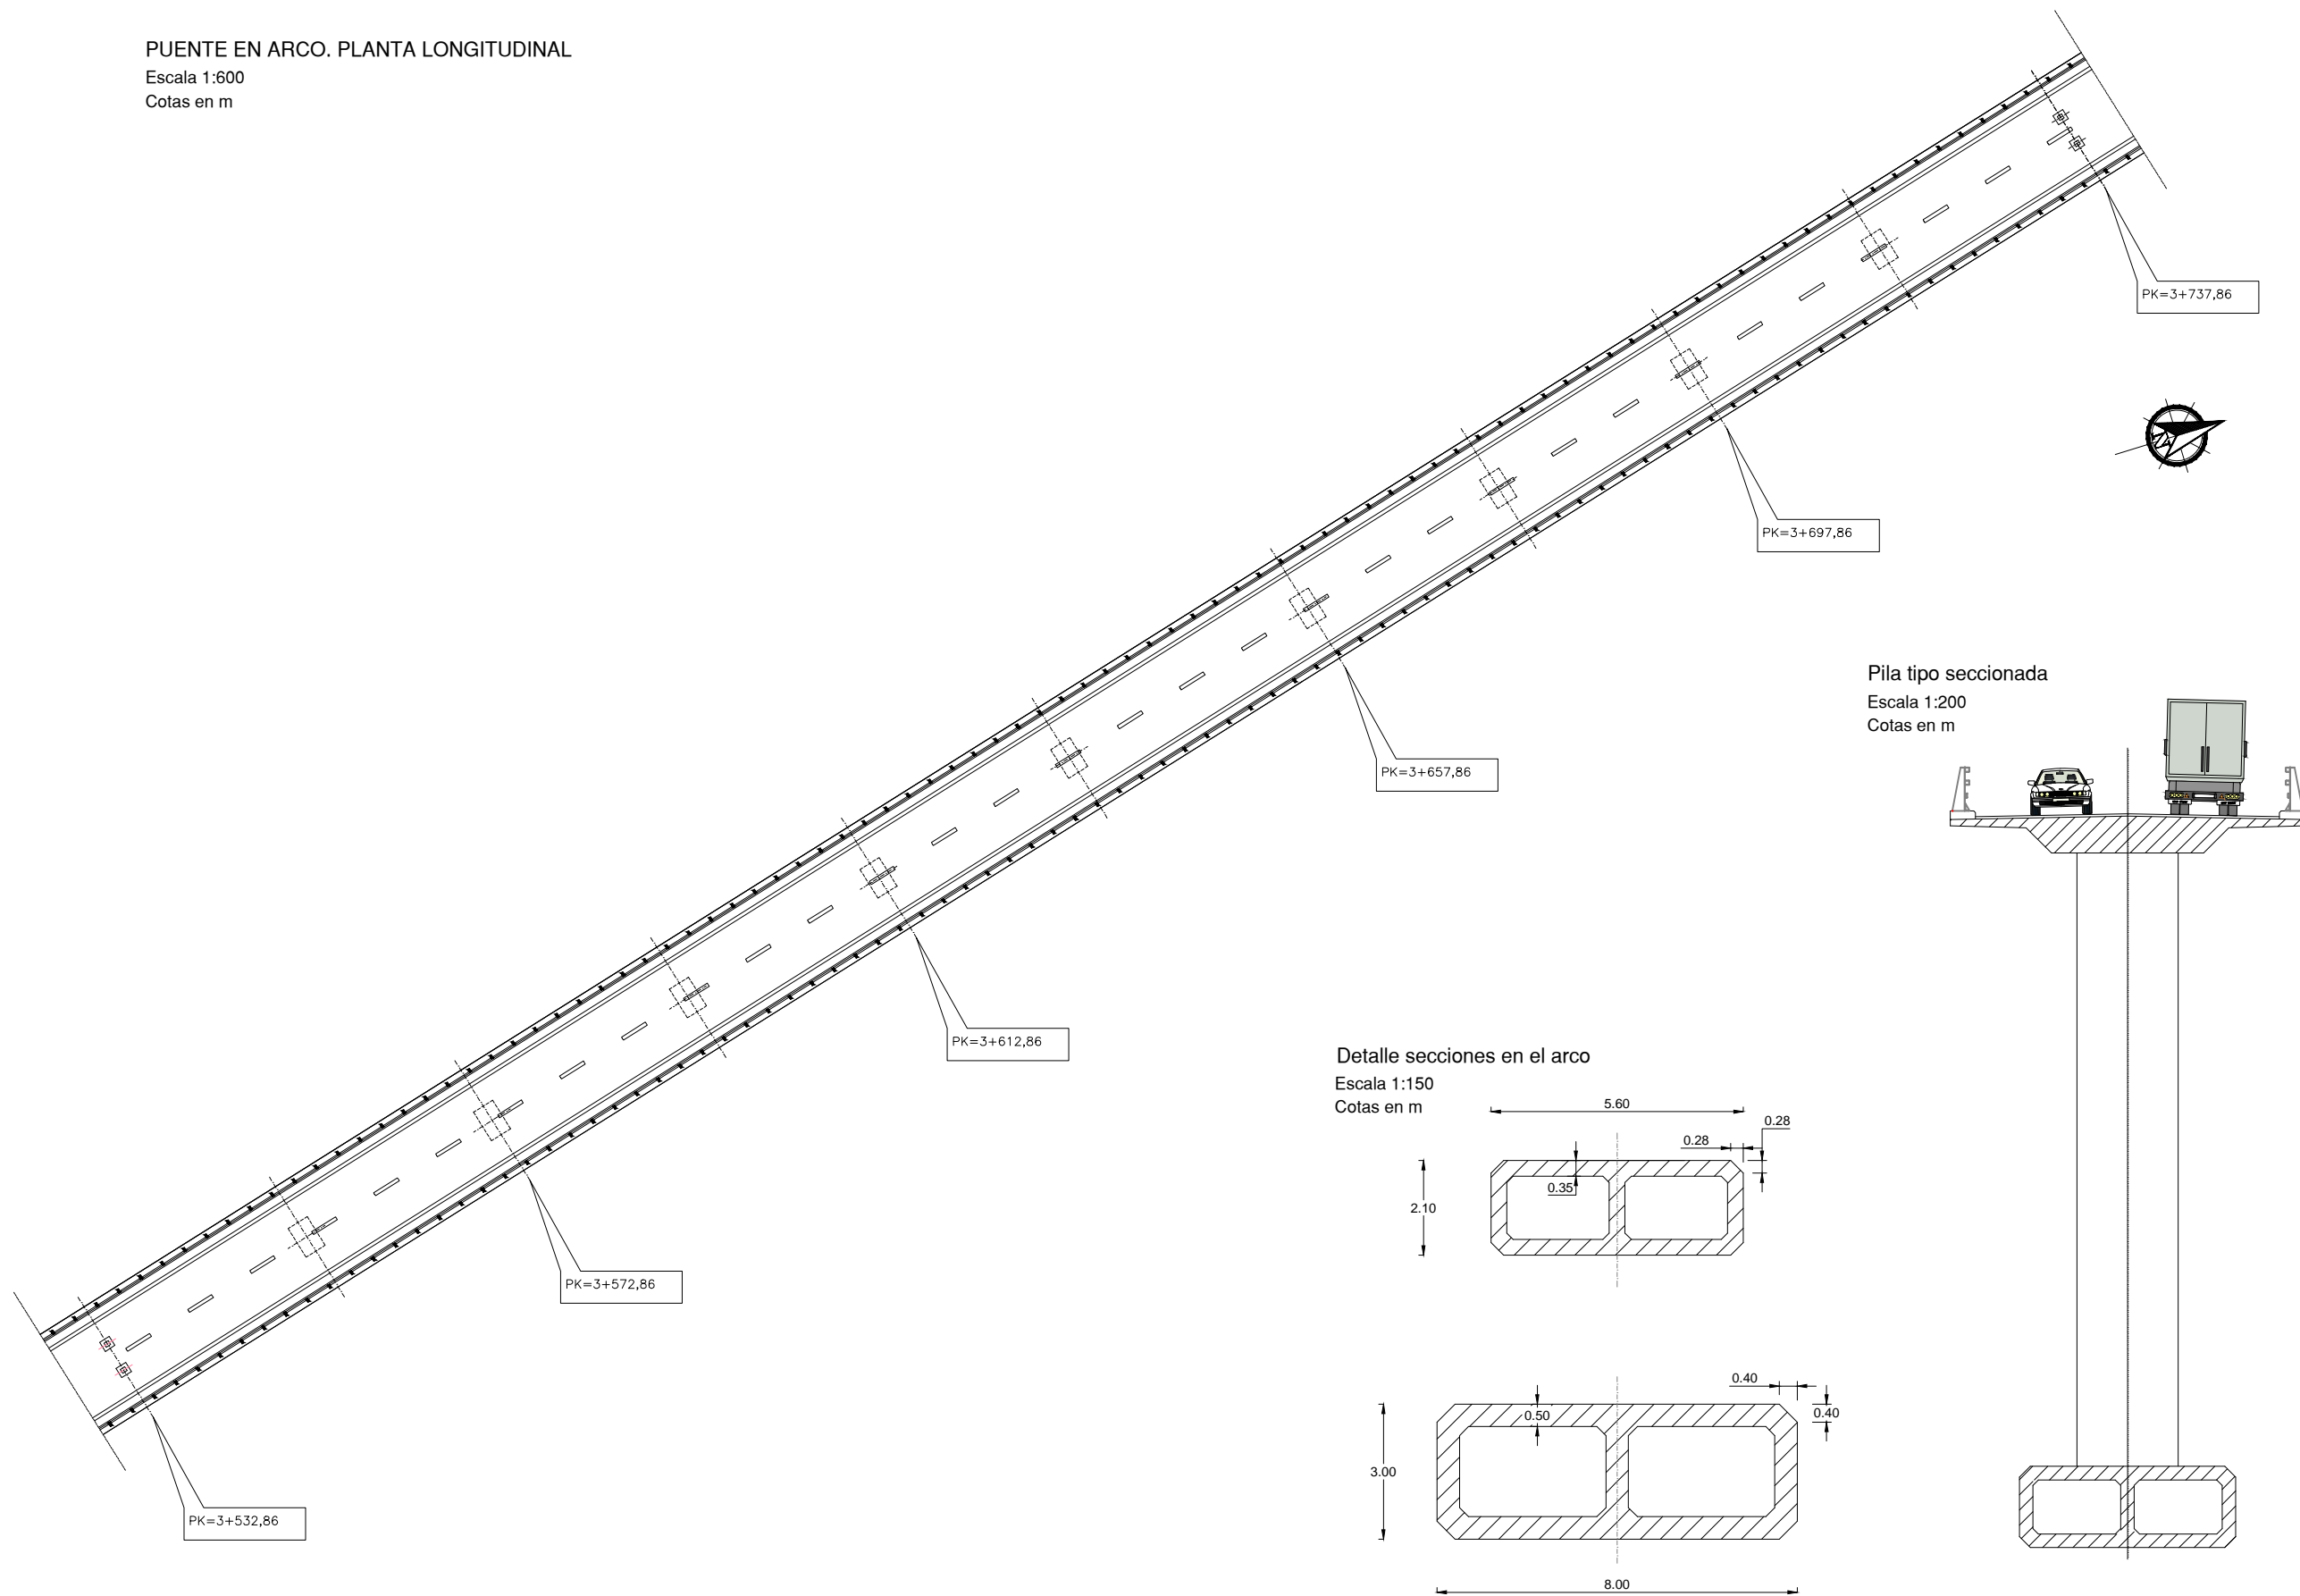 PUENTE EN ARCO. PLANTA LONGITUDINAL
Escala 1:600
Cotas en m
PK=3+737,86
PK=3+697,86
Pila tipo seccionada
Escala 1:200
Cotas en m
PK=3+657,86
PK=3+612,86
Detalle secciones en el arco
Escala 1:150
Cotas en m
5.60
0.28
0.28
0.35
2.10
PK=3+572,86
0.40
0.40
0.50
3.00
PK=3+532,86
8.00